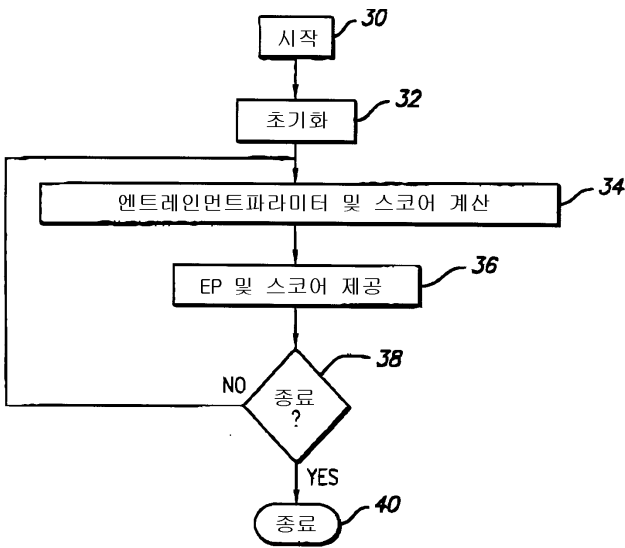 30
시작
32
초기화
34
엔트레인먼트파라미터 및 스코어 계산
36
EP 및 스코어 제공
38
NO
종료
?
YES
40
종료